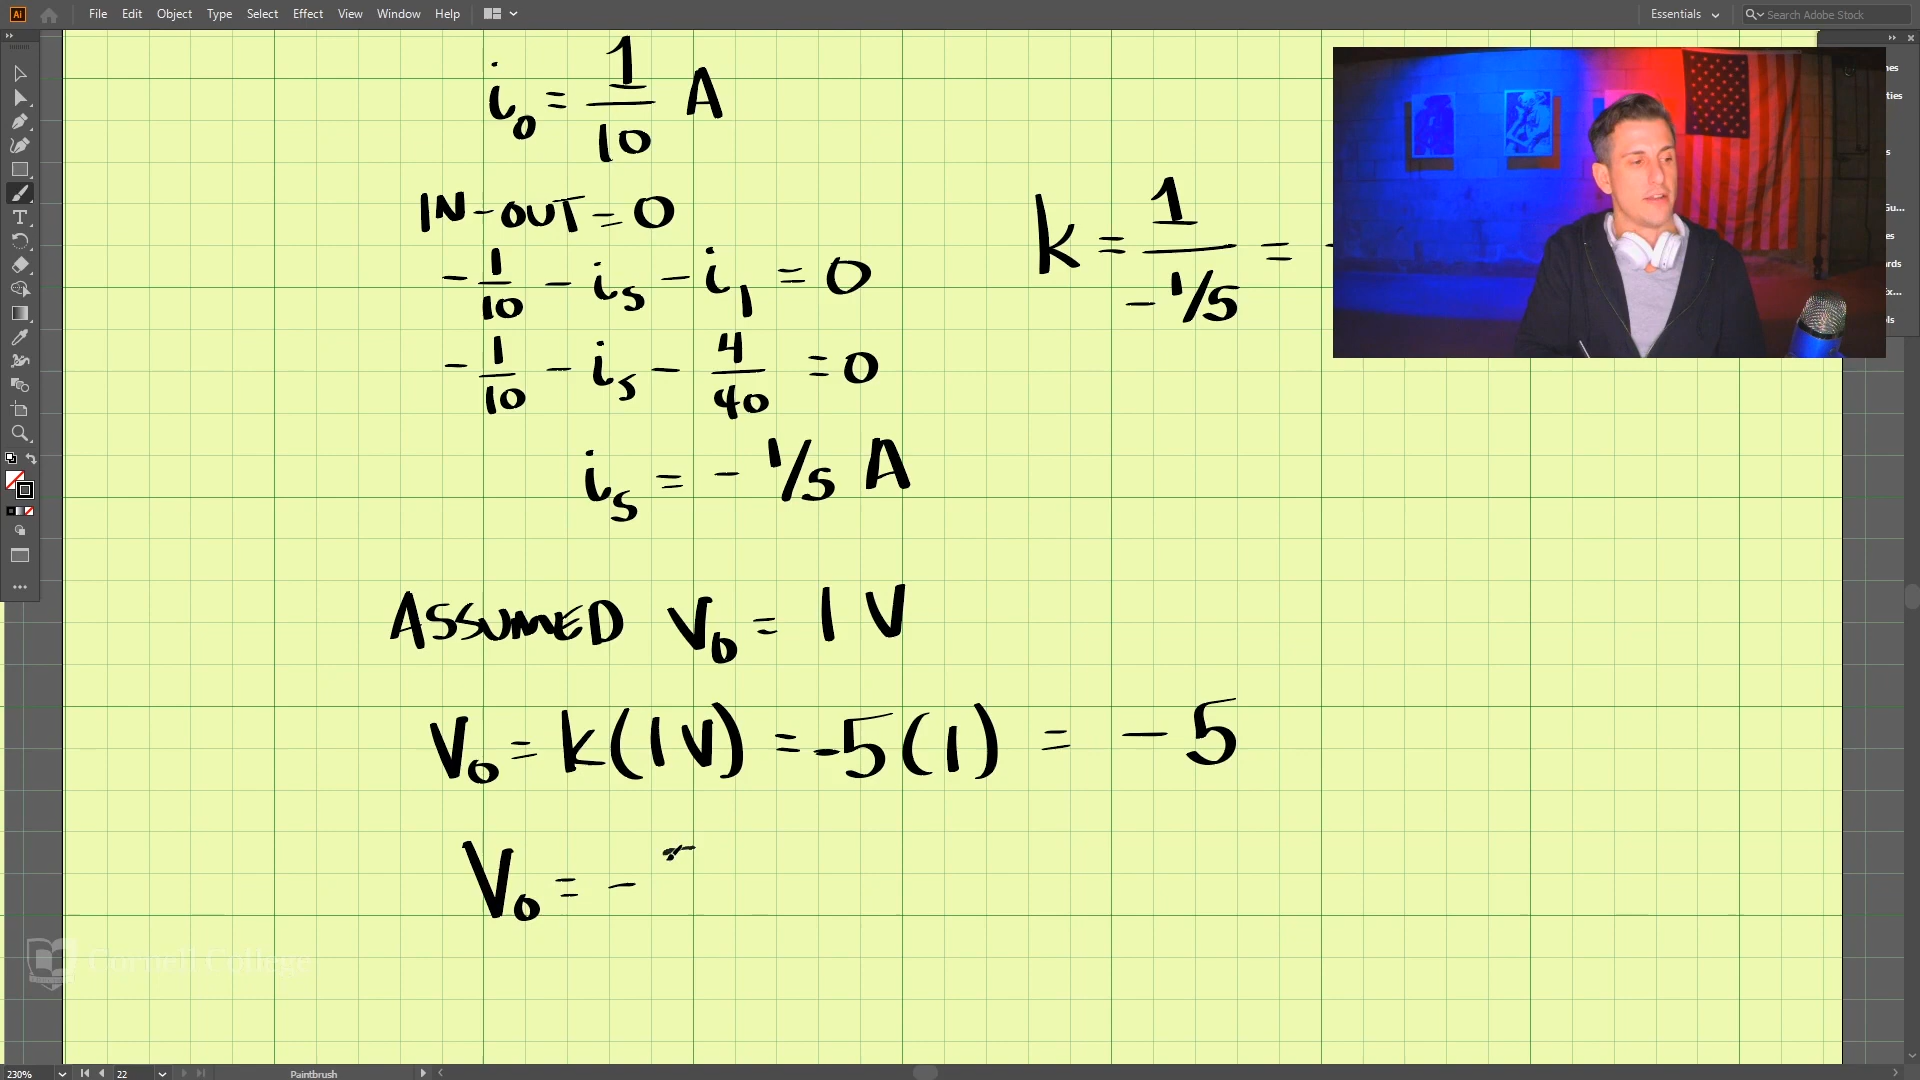 File Edit Object Type Select Effect View Window Help
Essentials
Search Adobe Stock
i₀ = 1/10 A
IN-OUT = 0
-1/10 - iₛ - i₁ = 0
-1/10 - iₛ - 4/40 = 0
iₛ = -1/5 A
k = 1/(-1/5) = -
ASSUMED V₀ = 1 V
V₀ = k(1V) = -5(1) = -5
V₀ = -
Cornell College
230%
22
Paintbrush